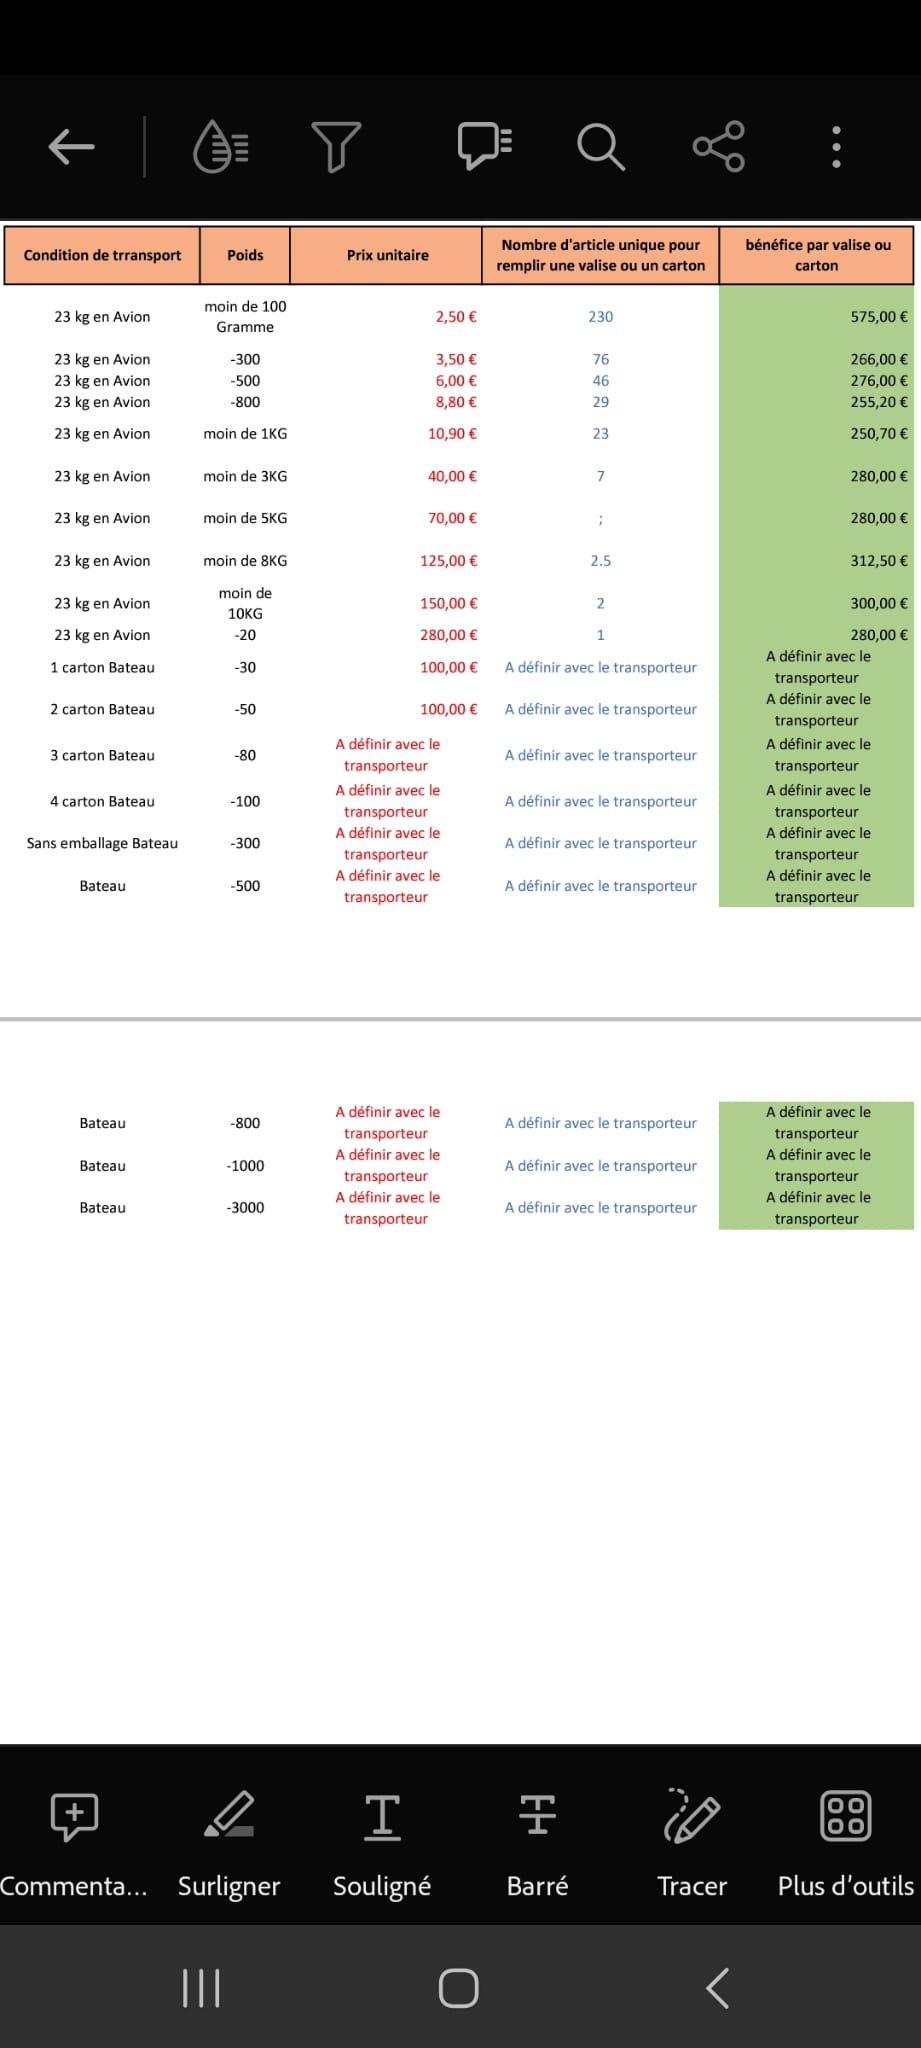 Condition de trransport Poids Prix unitaire Nombre d'article unique pour remplir une valise ou un carton bénéfice par valise ou carton
23 kg en Avion moin de 100 Gramme 2,50 € 230 575,00 €
23 kg en Avion -300 3,50 € 76 266,00 €
23 kg en Avion -500 6,00 € 46 276,00 €
23 kg en Avion -800 8,80 € 29 255,20 €
23 kg en Avion moin de 1KG 10,90 € 23 250,70 €
23 kg en Avion moin de 3KG 40,00 € 7 280,00 €
23 kg en Avion moin de 5KG 70,00 € ; 280,00 €
23 kg en Avion moin de 8KG 125,00 € 2.5 312,50 €
23 kg en Avion moin de 10KG 150,00 € 2 300,00 €
23 kg en Avion -20 280,00 € 1 280,00 €
1 carton Bateau -30 100,00 € A définir avec le transporteur A définir avec le transporteur
2 carton Bateau -50 100,00 € A définir avec le transporteur A définir avec le transporteur
3 carton Bateau -80 A définir avec le transporteur A définir avec le transporteur A définir avec le transporteur
4 carton Bateau -100 A définir avec le transporteur A définir avec le transporteur A définir avec le transporteur
Sans emballage Bateau -300 A définir avec le transporteur A définir avec le transporteur A définir avec le transporteur
Bateau -500 A définir avec le transporteur A définir avec le transporteur A définir avec le transporteur
Bateau -800 A définir avec le transporteur A définir avec le transporteur A définir avec le transporteur
Bateau -1000 A définir avec le transporteur A définir avec le transporteur A définir avec le transporteur
Bateau -3000 A définir avec le transporteur A définir avec le transporteur A définir avec le transporteur
Commenta... Surligner Souligné Barré Tracer Plus d'outils